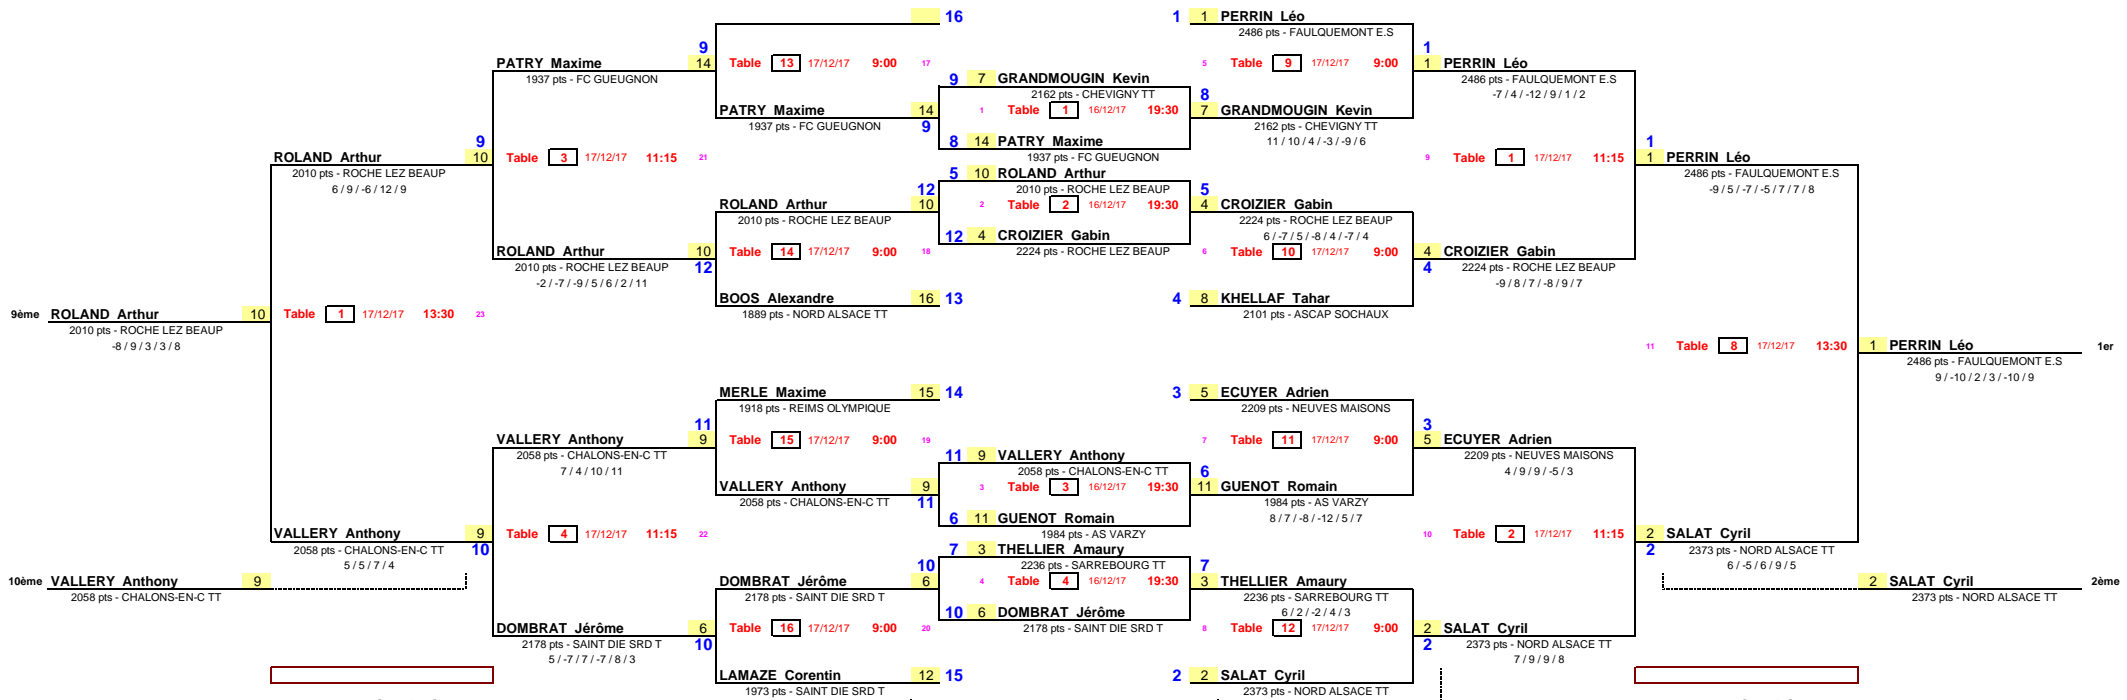 16
1 1 PERRIN Léo
2486 pts - FAULQUEMONT E.S
9
1
PATRY Maxime 14
Table 13 17/12/17 9:00 17
5 Table 9 17/12/17 9:00
1 PERRIN Léo
1937 pts - FC GUEUGNON
9 7 GRANDMOUGIN Kevin
2486 pts - FAULQUEMONT E.S
2162 pts - CHEVIGNY TT
8
-7 / 4 / -12 / 9 / 1 / 2
PATRY Maxime 14
1 Table 1 16/12/17 19:30
7 GRANDMOUGIN Kevin
1937 pts - FC GUEUGNON
9
2162 pts - CHEVIGNY TT
9
8 14 PATRY Maxime
11 / 10 / 4 / -3 / -9 / 6
1
ROLAND Arthur 10
Table 3 17/12/17 11:15 21
1937 pts - FC GUEUGNON
9 Table 1 17/12/17 11:15
1 PERRIN Léo
2010 pts - ROCHE LEZ BEAUP
5 10 ROLAND Arthur
2486 pts - FAULQUEMONT E.S
6 / 9 / -6 / 12 / 9
12
2010 pts - ROCHE LEZ BEAUP
5
-9 / 5 / -7 / -5 / 7 / 7 / 8
ROLAND Arthur 10
2 Table 2 16/12/17 19:30
4 CROIZIER Gabin
2010 pts - ROCHE LEZ BEAUP
2224 pts - ROCHE LEZ BEAUP
12 4 CROIZIER Gabin
6 / -7 / 5 / -8 / 4 / -7 / 4
ROLAND Arthur 10
Table 14 17/12/17 9:00 18
2224 pts - ROCHE LEZ BEAUP
6 Table 10 17/12/17 9:00
4 CROIZIER Gabin
2010 pts - ROCHE LEZ BEAUP
12
4
2224 pts - ROCHE LEZ BEAUP
-2 / -7 / -9 / 5 / 6 / 2 / 11
-9 / 8 / 7 / -8 / 9 / 7
BOOS Alexandre 16 13
4 8 KHELLAF Tahar
9ème ROLAND Arthur 10
Table 1 17/12/17 13:30 23
1889 pts - NORD ALSACE TT
2101 pts - ASCAP SOCHAUX
2010 pts - ROCHE LEZ BEAUP
-8 / 9 / 3 / 3 / 8
11 Table 8 17/12/17 13:30
1 PERRIN Léo 1er
2486 pts - FAULQUEMONT E.S
9 / -10 / 2 / 3 / -10 / 9
MERLE Maxime 15 14
3 5 ECUYER Adrien
1918 pts - REIMS OLYMPIQUE
2209 pts - NEUVES MAISONS
11
3
VALLERY Anthony 9
Table 15 17/12/17 9:00 19
7 Table 11 17/12/17 9:00
5 ECUYER Adrien
2058 pts - CHALONS-EN-C TT
11 9 VALLERY Anthony
2209 pts - NEUVES MAISONS
7 / 4 / 10 / 11
2058 pts - CHALONS-EN-C TT
6
4 / 9 / 9 / -5 / 3
VALLERY Anthony 9
3 Table 3 16/12/17 19:30
11 GUENOT Romain
2058 pts - CHALONS-EN-C TT
11
1984 pts - AS VARZY
6 11 GUENOT Romain
8 / 7 / -8 / -12 / 5 / 7
VALLERY Anthony 9
Table 4 17/12/17 11:15 22
1984 pts - AS VARZY
10 Table 2 17/12/17 11:15
2 SALAT Cyril
2058 pts - CHALONS-EN-C TT
10
7 3 THELLIER Amaury
2
2373 pts - NORD ALSACE TT
5 / 5 / 7 / 4
10
2236 pts - SARREBOURG TT
7
6 / -5 / 6 / 9 / 5
10ème VALLERY Anthony 9
DOMBRAT Jérôme 6
4 Table 4 16/12/17 19:30
3 THELLIER Amaury
2 SALAT Cyril 2ème
2058 pts - CHALONS-EN-C TT
2178 pts - SAINT DIE SRD T
2236 pts - SARREBOURG TT
2373 pts - NORD ALSACE TT
10 6 DOMBRAT Jérôme
6 / 2 / -2 / 4 / 3
DOMBRAT Jérôme 6
Table 16 17/12/17 9:00 20
2178 pts - SAINT DIE SRD T
8 Table 12 17/12/17 9:00
2 SALAT Cyril
2178 pts - SAINT DIE SRD T
10
2
2373 pts - NORD ALSACE TT
5 / -7 / 7 / -7 / 8 / 3
7 / 9 / 9 / 8
LAMAZE Corentin 12 15
2 2 SALAT Cyril
1973 pts - SAINT DIE SRD T
2373 pts - NORD ALSACE TT